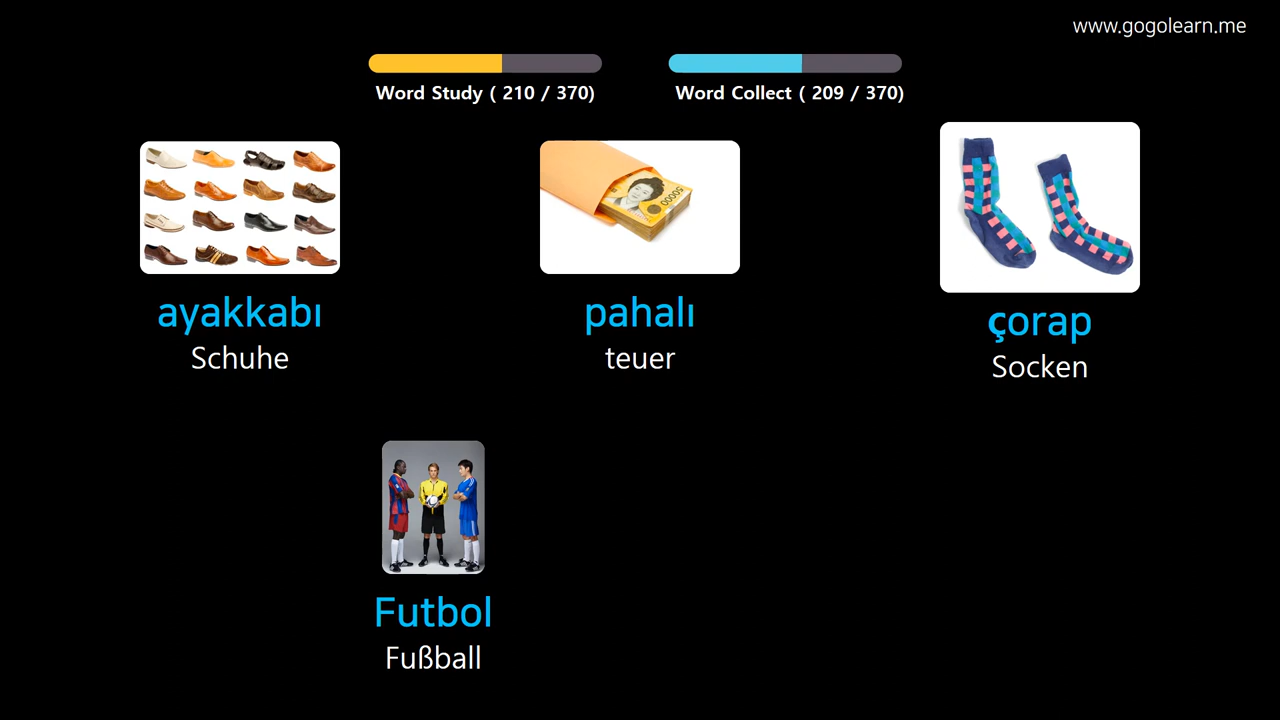 www.gogolearn.me
Word Study ( 210 / 370)
Word Collect ( 209 / 370)
50000
ayakkabı
Schuhe
pahalı
teuer
çorap
Socken
Futbol
Fußball